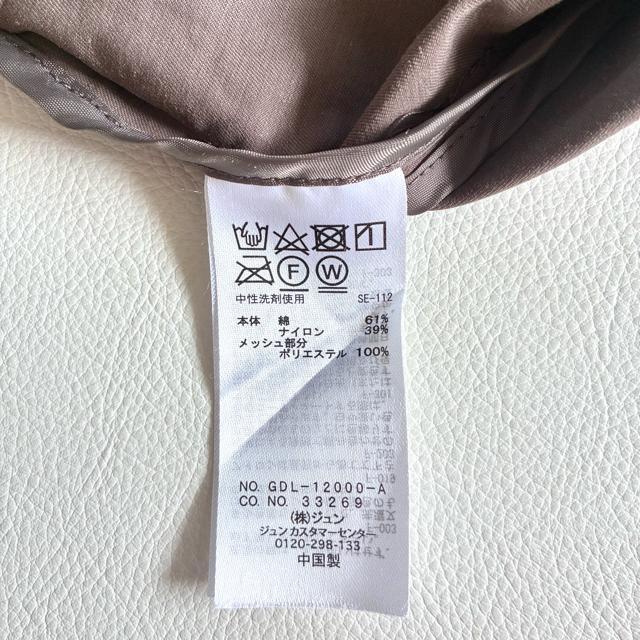 F
W
中性洗剤使用 SE-112
本体 綿 61%
ナイロン 39%
メッシュ部分
ポリエステル 100%
NO. GDL-12000-A
CO. NO. 33269
(株)ジュン
ジュンカスタマーセンター
0120-298-133
中国製